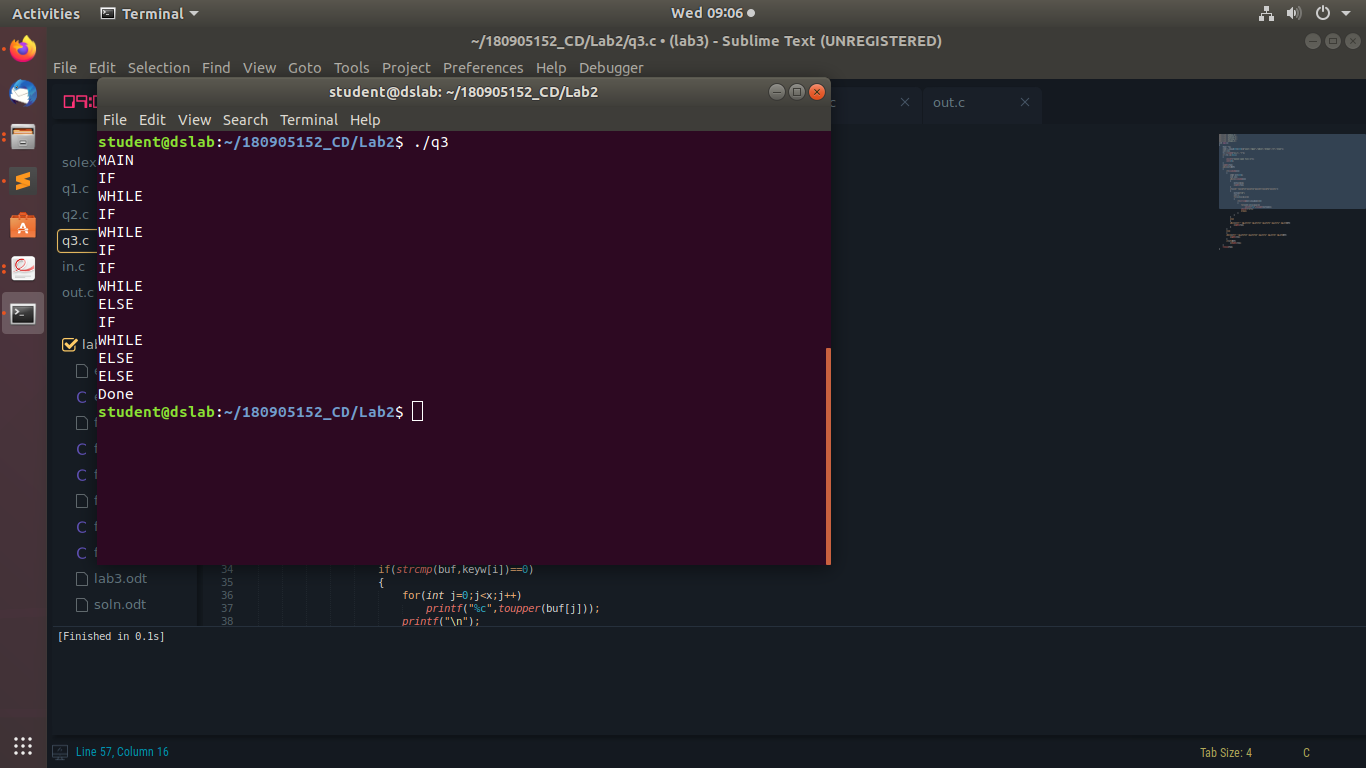 Activities Terminal Wed 09:06
~/180905152_CD/Lab2/q3.c • (lab3) - Sublime Text (UNREGISTERED)
File Edit Selection Find View Goto Tools Project Preferences Help Debugger
student@dslab: ~/180905152_CD/Lab2
out.c
File Edit View Search Terminal Help
student@dslab:~/180905152_CD/Lab2$ ./q3
MAIN
IF
WHILE
IF
WHILE
IF
IF
WHILE
ELSE
IF
WHILE
ELSE
ELSE
Done
student@dslab:~/180905152_CD/Lab2$
solex
q1.c
q2.c
q3.c
in.c
out.c
lab3.odt
soln.odt
34 if(strcmp(buf,keyw[i])==0)
35 {
36 for(int j=0;j<x;j++)
37 printf("%c",toupper(buf[j]));
38 printf("\n");
[Finished in 0.1s]
Line 57, Column 16 Tab Size: 4 C